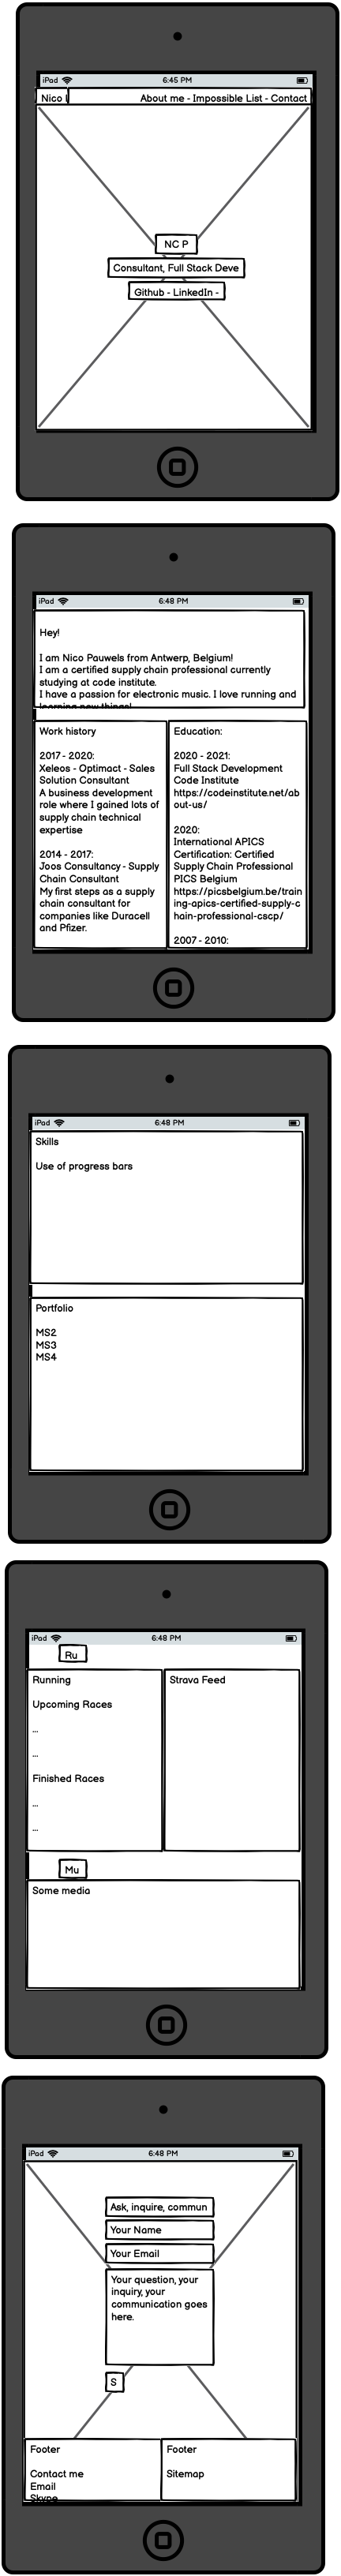 iPad 6:45 PM
Nico
About me - Impossible List - Contact
NC P
Consultant, Full Stack Deve
Github - LinkedIn -
iPad 6:48 PM
Hey!
I am Nico Pauwels from Antwerp, Belgium!
I am a certified supply chain professional currently
studying at code institute.
I have a passion for electronic music. I love running and
learning new things!
Work history
2017 - 2020:
Xeleos - Optimact - Sales
Solution Consultant
A business development
role where I gained lots of
supply chain technical
expertise
2014 - 2017:
Joos Consultancy - Supply
Chain Consultant
My first steps as a supply
chain consultant for
companies like Duracell
and Pfizer.
Education:
2020 - 2021:
Full Stack Development
Code Institute
https://codeinstitute.net/ab
out-us/
2020:
International APICS
Certification: Certified
Supply Chain Professional
PICS Belgium
https://picsbelgium.be/train
ing-apics-certified-supply-c
hain-professional-cscp/
2007 - 2010:
iPad 6:48 PM
Skills
Use of progress bars
Portfolio
MS2
MS3
MS4
iPad 6:48 PM
Ru
Running
Upcoming Races
...
...
Finished Races
...
...
Strava Feed
Mu
Some media
iPad 6:48 PM
Ask, inquire, commun
Your Name
Your Email
Your question, your
inquiry, your
communication goes
here.
S
Footer
Contact me
Email
Skype
Footer
Sitemap